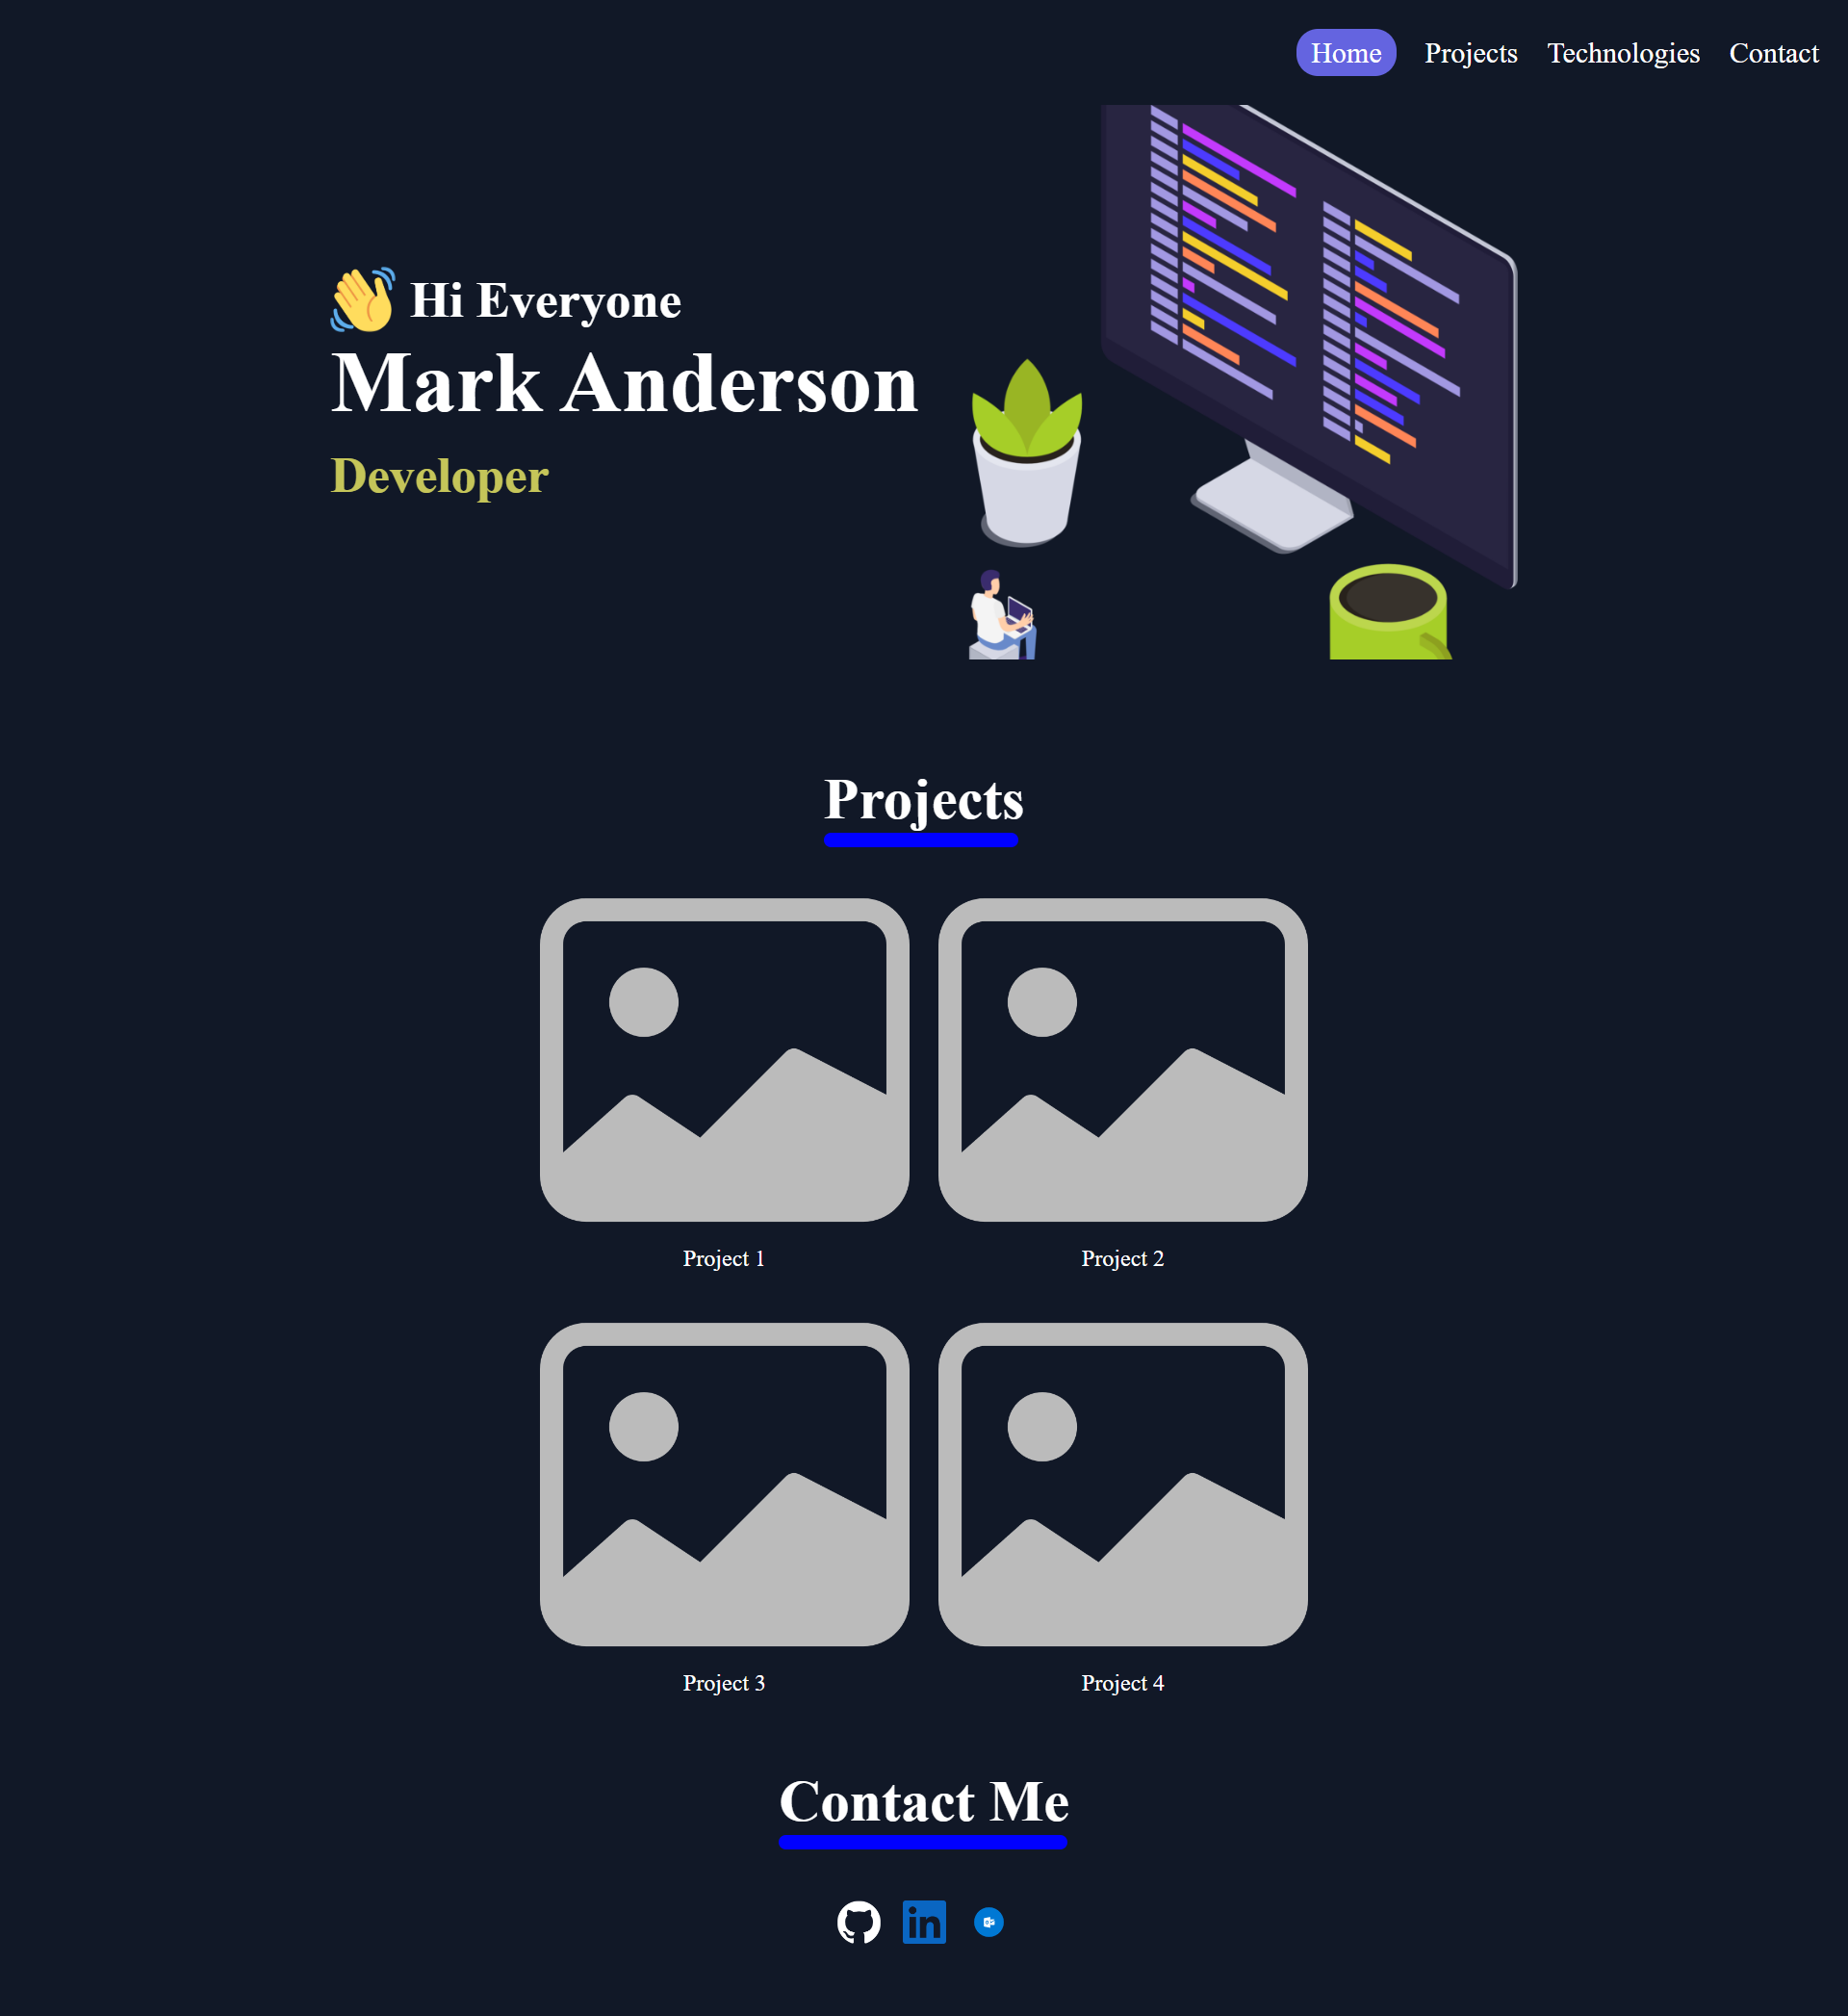 Home Projects Technologies Contact
Hi Everyone
Mark Anderson
Developer
Projects
Project 1
Project 2
Project 3
Project 4
Contact Me
in